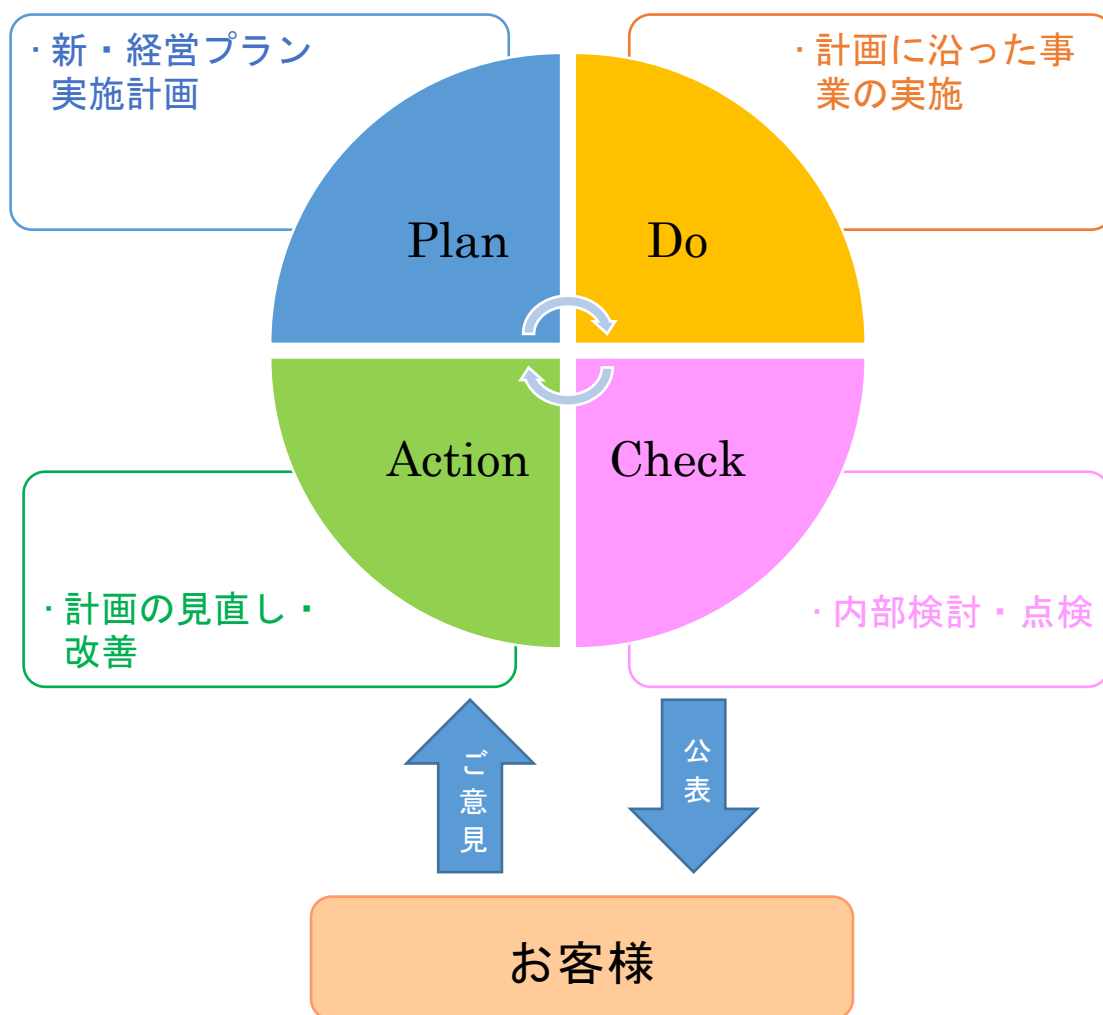 ・新・経営プラン
実施計画
・計画に沿った事
業の実施
Plan
Do
Action
Check
・計画の見直し・
改善
・内部検討・点検
ご意見
公表
お客様